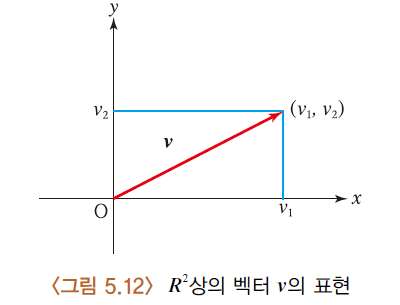 y
v₂
(v₁, v₂)
v
O
v₁
x
〈그림 5.12〉 R²상의 벡터 v의 표현